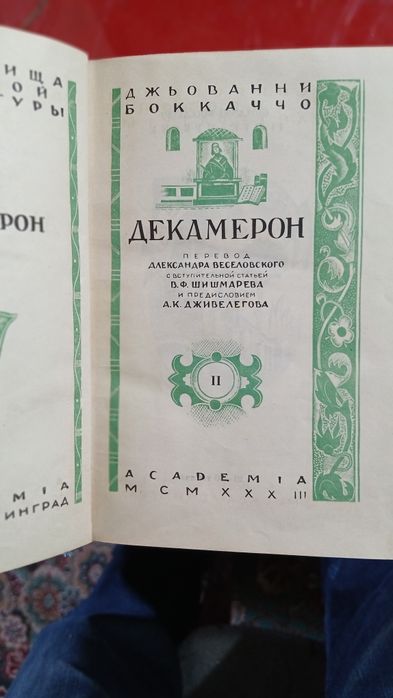 ИЩА
ОЙ
УРЫ
РОН
МІА
ИНГРАД
ДЖЬОВАННИ
БОККАЧЧО
ДЕКАМЕРОН
ПЕРЕВОД
АЛЕКСАНДРА ВЕСЕЛОВСКОГО
С ВСТУПИТЕЛЬНОЙ СТАТЬЕЙ
В.Ф. ШИШМАРЕВА
И ПРЕДИСЛОВИЕМ
А.К. ДЖИВЕЛЕГОВА
II
ACADEMIA
MCMXXXIII